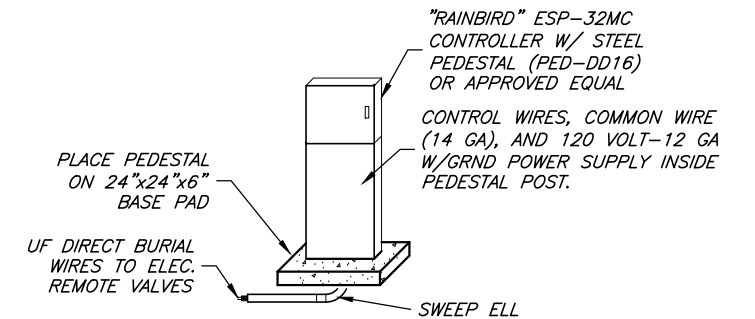 "RAINBIRD" ESP-32MC
CONTROLLER W/ STEEL
PEDESTAL (PED-DD16)
OR APPROVED EQUAL
CONTROL WIRES, COMMON WIRE
(14 GA), AND 120 VOLT-12 GA
W/GRND POWER SUPPLY INSIDE
PEDESTAL POST.
PLACE PEDESTAL
ON 24"x24"x6"
BASE PAD
UF DIRECT BURIAL
WIRES TO ELEC.
REMOTE VALVES
SWEEP ELL